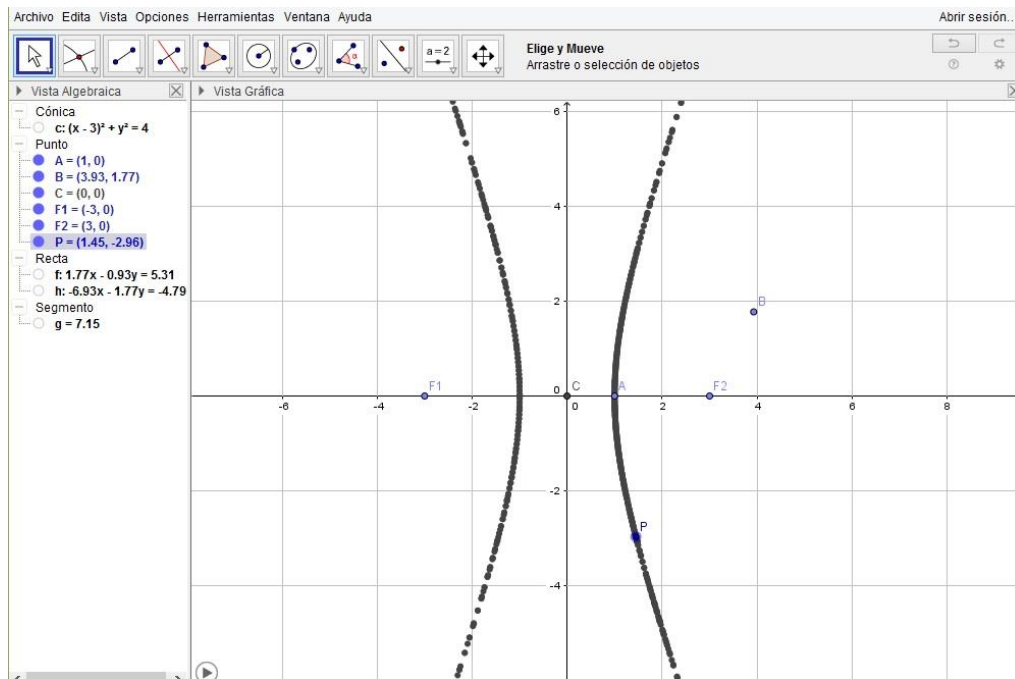 Archivo Edita Vista Opciones Herramientas Ventana Ayuda
Abrir sesión..
a=2
Elige y Mueve
Arrastre o selección de objetos
Vista Algebraica
Cónica
c: (x - 3)² + y² = 4
Punto
A = (1, 0)
B = (3.93, 1.77)
C = (0, 0)
F1 = (-3, 0)
F2 = (3, 0)
P = (1.45, -2.96)
Recta
f: 1.77x - 0.93y = 5.31
h: -6.93x - 1.77y = -4.79
Segmento
g = 7.15
Vista Gráfica
6
4
2
B
F1
0
C
A
F2
-6
-4
-2
0
2
4
6
8
-2
P
-4
α